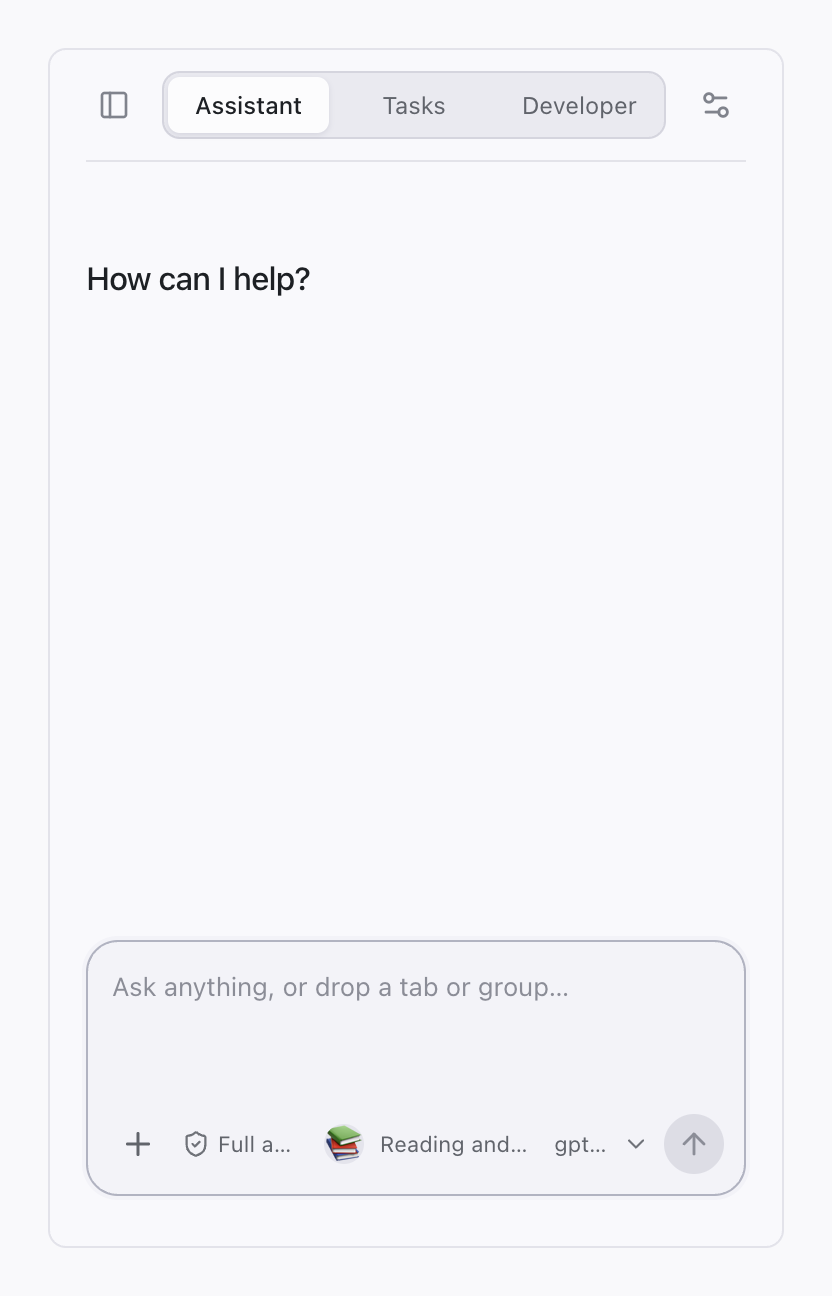 Assistant Tasks Developer
How can I help?
Ask anything, or drop a tab or group...
Full a... Reading and... gpt...